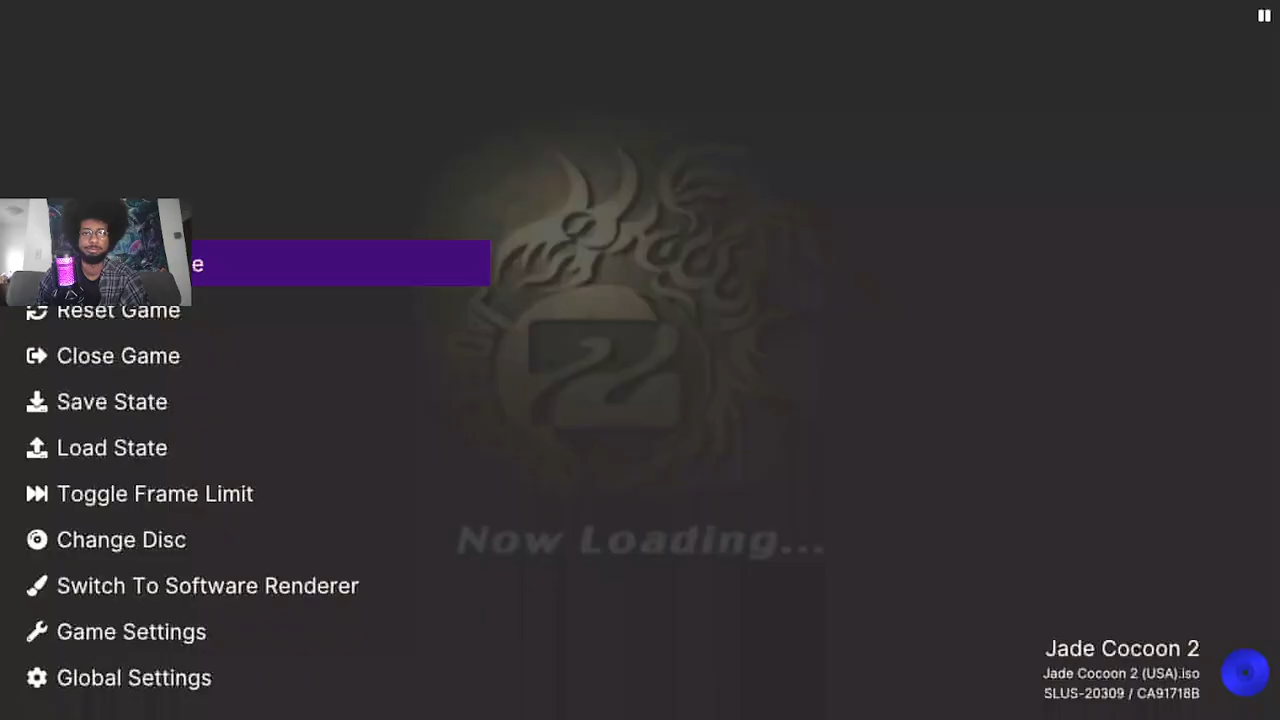 e
Reset Game
Close Game
Save State
Load State
Toggle Frame Limit
Change Disc
Switch To Software Renderer
Game Settings
Global Settings
2
Now Loading...
Jade Cocoon 2
Jade Cocoon 2 (USA).iso
SLUS-20309 / CA91718B